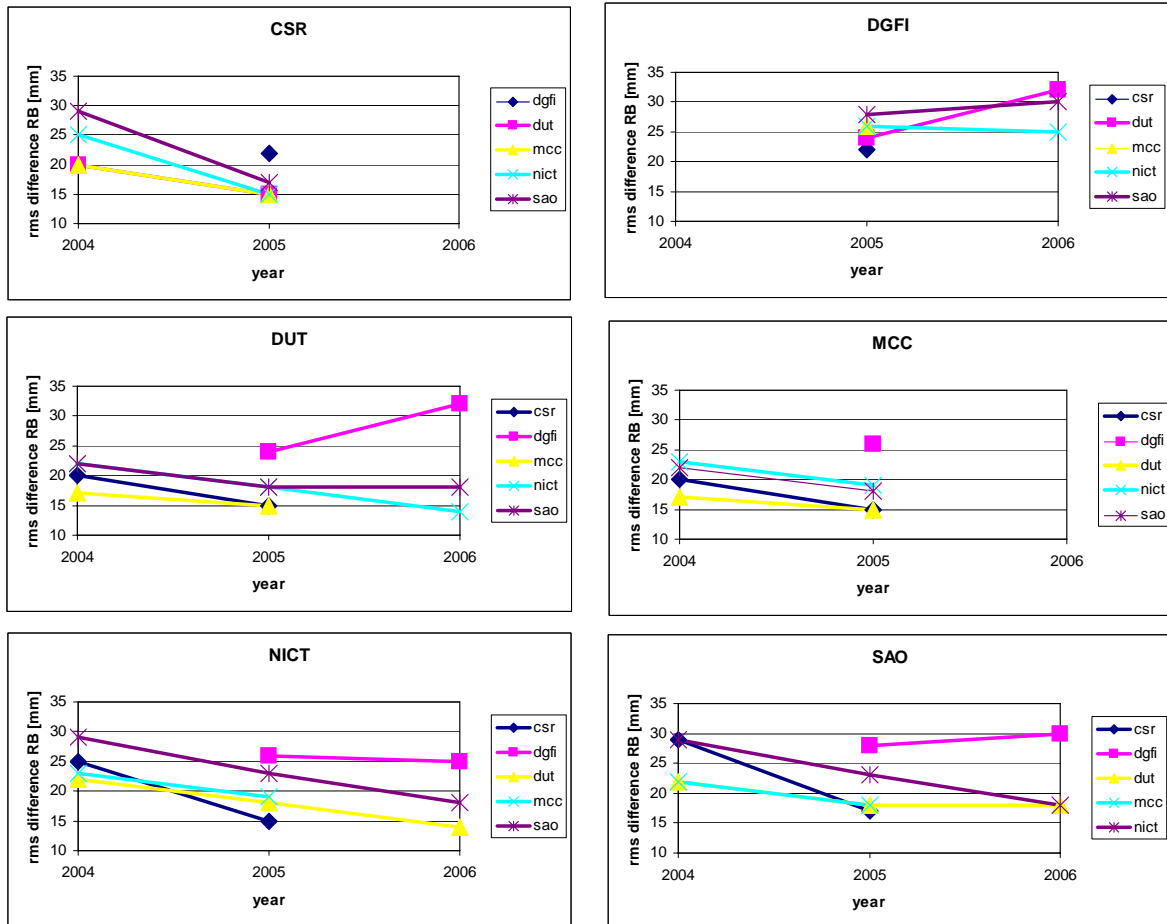 CSR
rms difference RB [mm]
35
30
25
20
15
10
2004
2005
2006
year
dgfi
dut
mcc
nict
sao
DGFI
rms difference RB [mm]
35
30
25
20
15
10
2004
2005
2006
year
csr
dut
mcc
nict
sao
DUT
rms difference RB [mm]
35
30
25
20
15
10
2004
2005
2006
year
csr
dgfi
mcc
nict
sao
MCC
rms difference RB [mm]
35
30
25
20
15
10
2004
2005
2006
year
csr
dgfi
dut
nict
sao
NICT
rms difference RB [mm]
35
30
25
20
15
10
2004
2005
2006
year
csr
dgfi
dut
mcc
sao
SAO
rms difference RB [mm]
35
30
25
20
15
10
2004
2005
2006
year
csr
dgfi
dut
mcc
nict